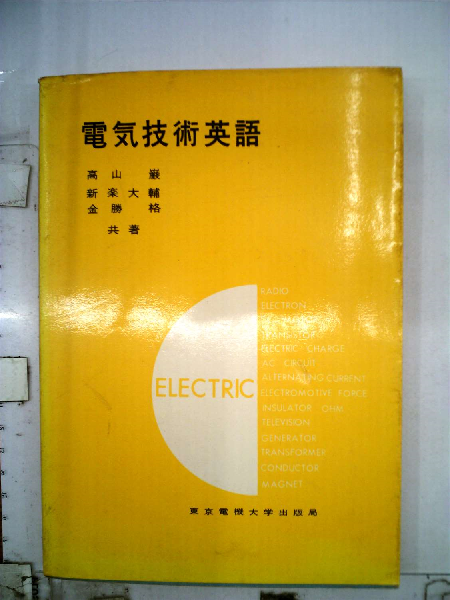 電気技術英語
高山 巌
新楽大輔
金勝 格
共著
RADIO
ELECTRON
TRANSISTOR
ELECTRIC CHARGE
AC CIRCUIT
ALTERNATING CURRENT
ELECTRIC
ELECTROMOTIVE FORCE
INSULATOR OHM
TELEVISION
GENERATOR
TRANSFORMER
CONDUCTOR
MAGNET
東京電機大学出版局